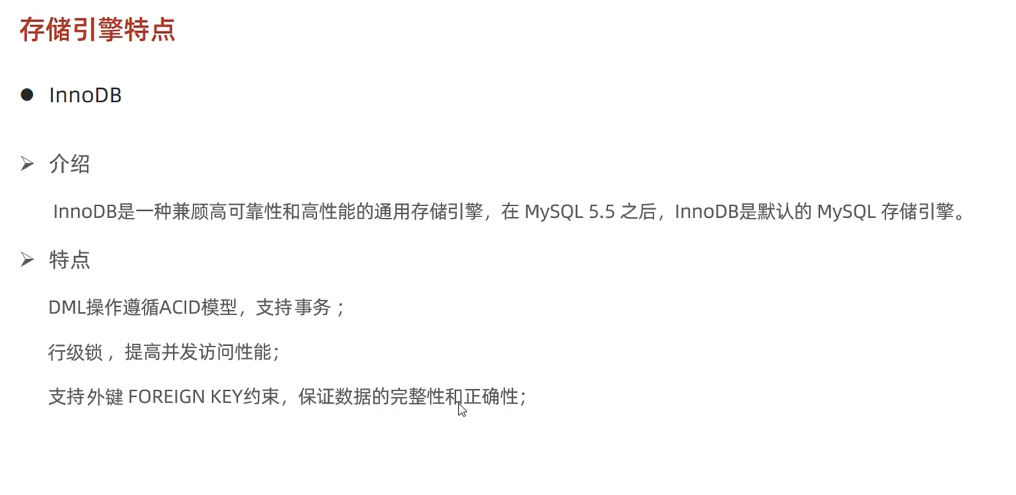 存储引擎特点
● InnoDB
➢ 介绍
InnoDB是一种兼顾高可靠性和高性能的通用存储引擎，在 MySQL 5.5 之后，InnoDB是默认的 MySQL 存储引擎。
➢ 特点
DML操作遵循ACID模型，支持事务；
行级锁，提高并发访问性能；
支持外键 FOREIGN KEY约束，保证数据的完整性和正确性；